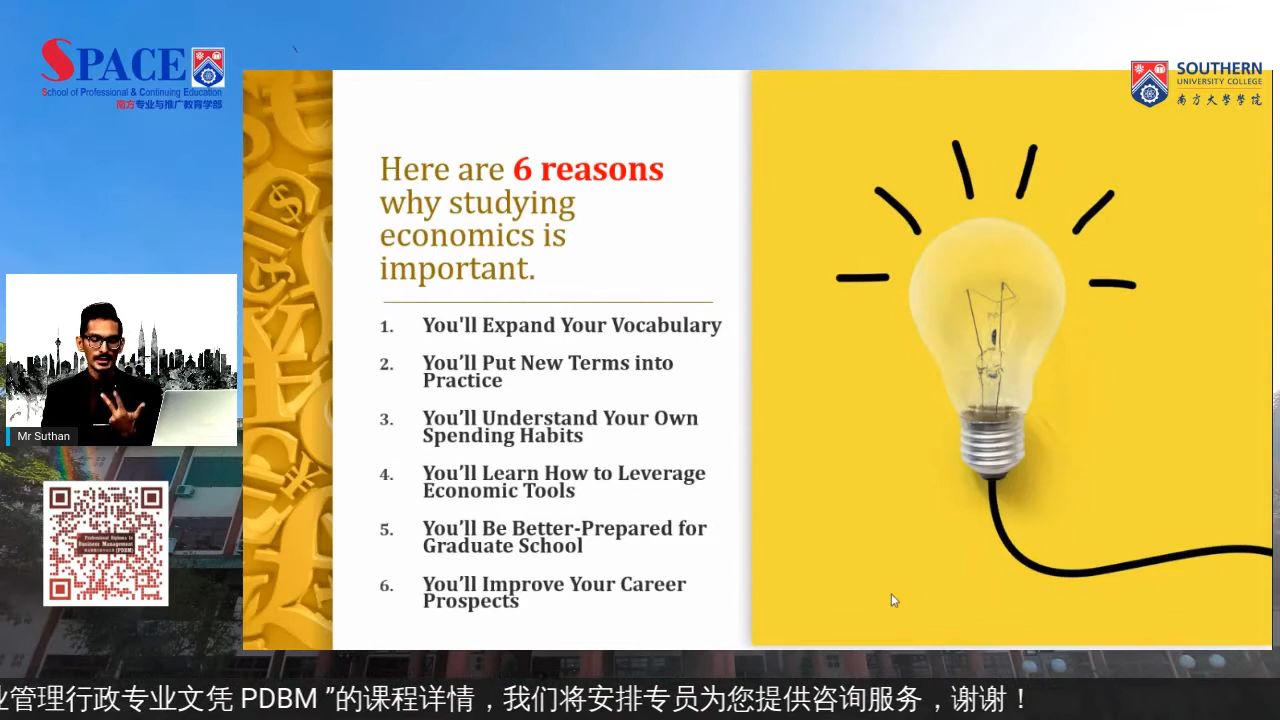 SPACE
School of Professional & Continuing Education
南方专业与推广教育学部
SOUTHERN
UNIVERSITY COLLEGE
南方大學學院
Here are 6 reasons
why studying
economics is
important.
1. You'll Expand Your Vocabulary
2. You’ll Put New Terms into
Practice
3. You’ll Understand Your Own
Spending Habits
4. You’ll Learn How to Leverage
Economic Tools
5. You’ll Be Better-Prepared for
Graduate School
6. You’ll Improve Your Career
Prospects
Mr Suthan
Professional Diploma in
Business Management
(PDBM)
业管理行政专业文凭 PDBM ”的课程详情，我们将安排专员为您提供咨询服务，谢谢！